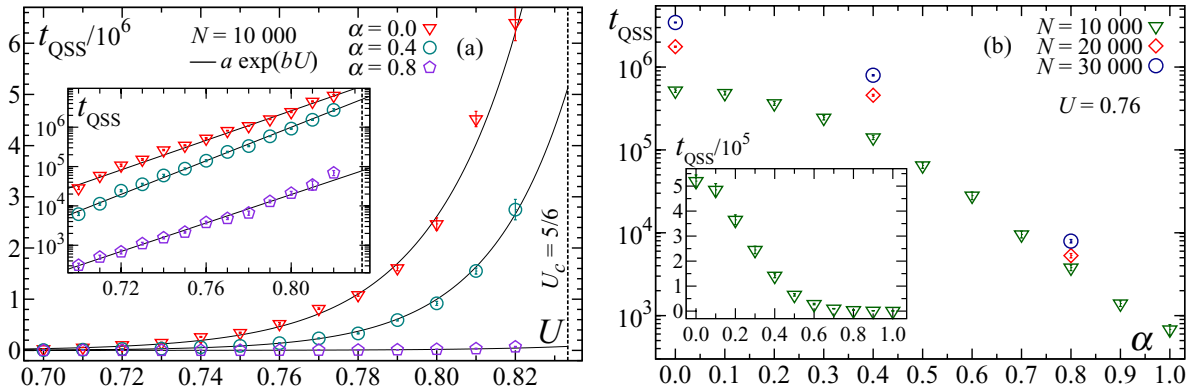 t_QSS/10^6
N = 10 000
a exp(bU)
α = 0.0
α = 0.4
α = 0.8
(a)
6
5
4
3
2
1
0
0.70 0.72 0.74 0.76 0.78 0.80 0.82
U
U_c = 5/6
t_QSS
10^6
10^5
10^4
10^3
0.72 0.76 0.80
t_QSS
(b)
N = 10 000
N = 20 000
N = 30 000
U = 0.76
10^6
10^5
10^4
10^3
0.0 0.1 0.2 0.3 0.4 0.5 0.6 0.7 0.8 0.9 1.0
α
t_QSS/10^5
5
4
3
2
1
0
0.0 0.2 0.4 0.6 0.8 1.0